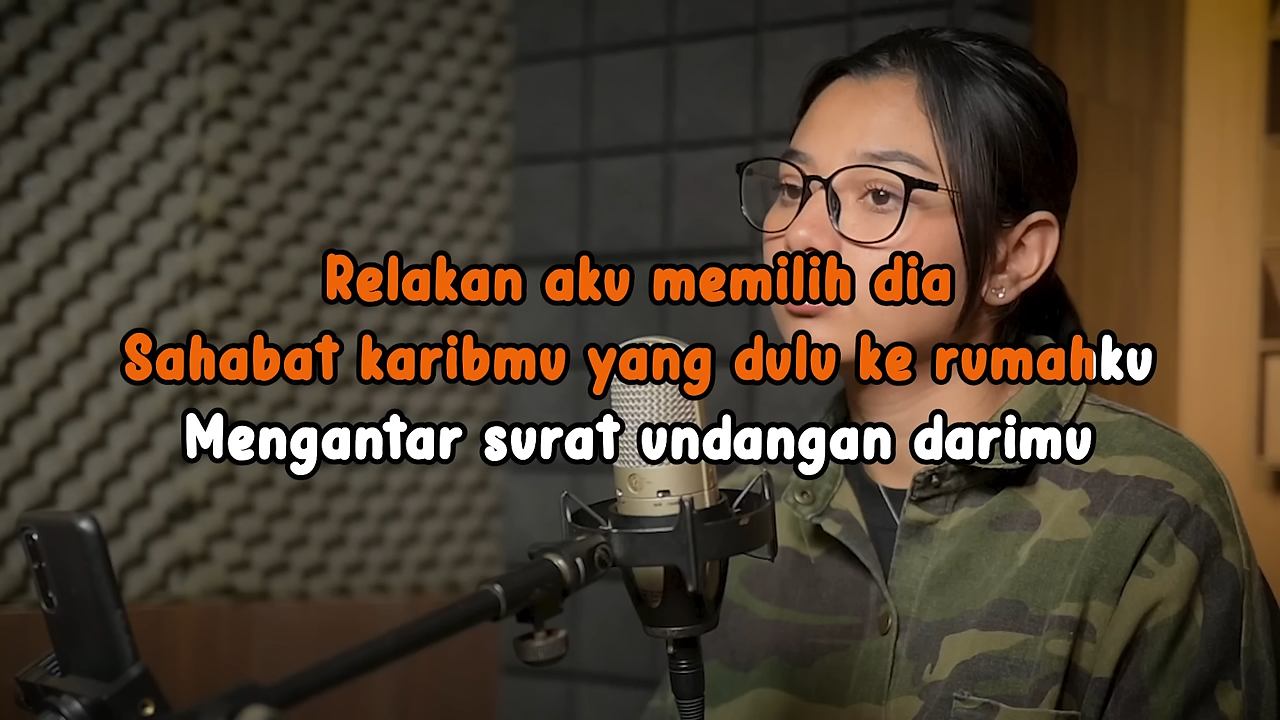 Relakan aku memilih dia
Sahabat karibmu yang dulu ke rumahku
Mengantar surat undangan darimu